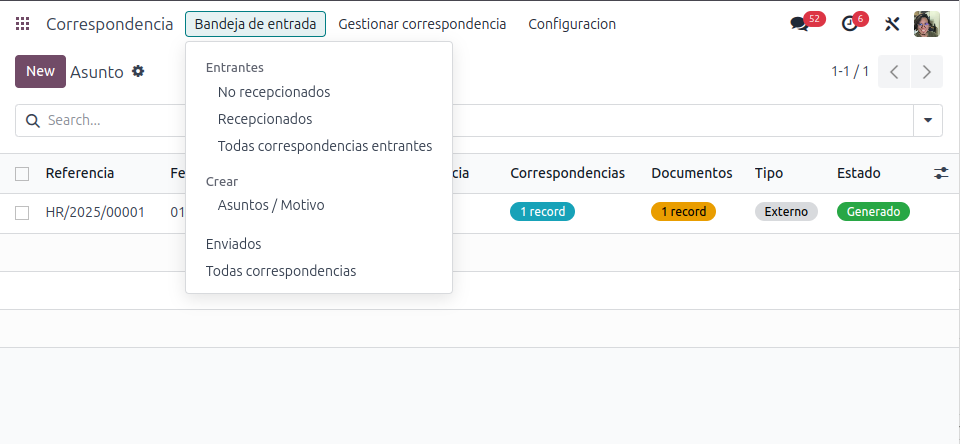 Correspondencia Bandeja de entrada Gestionar correspondencia Configuracion 52 6
New Asunto 1-1 / 1
Search...
Entrantes
No recepcionados
Recepcionados
Todas correspondencias entrantes
Crear
Asuntos / Motivo
Enviados
Todas correspondencias
Referencia Fe cia Correspondencias Documentos Tipo Estado
HR/2025/00001 01 1 record 1 record Externo Generado